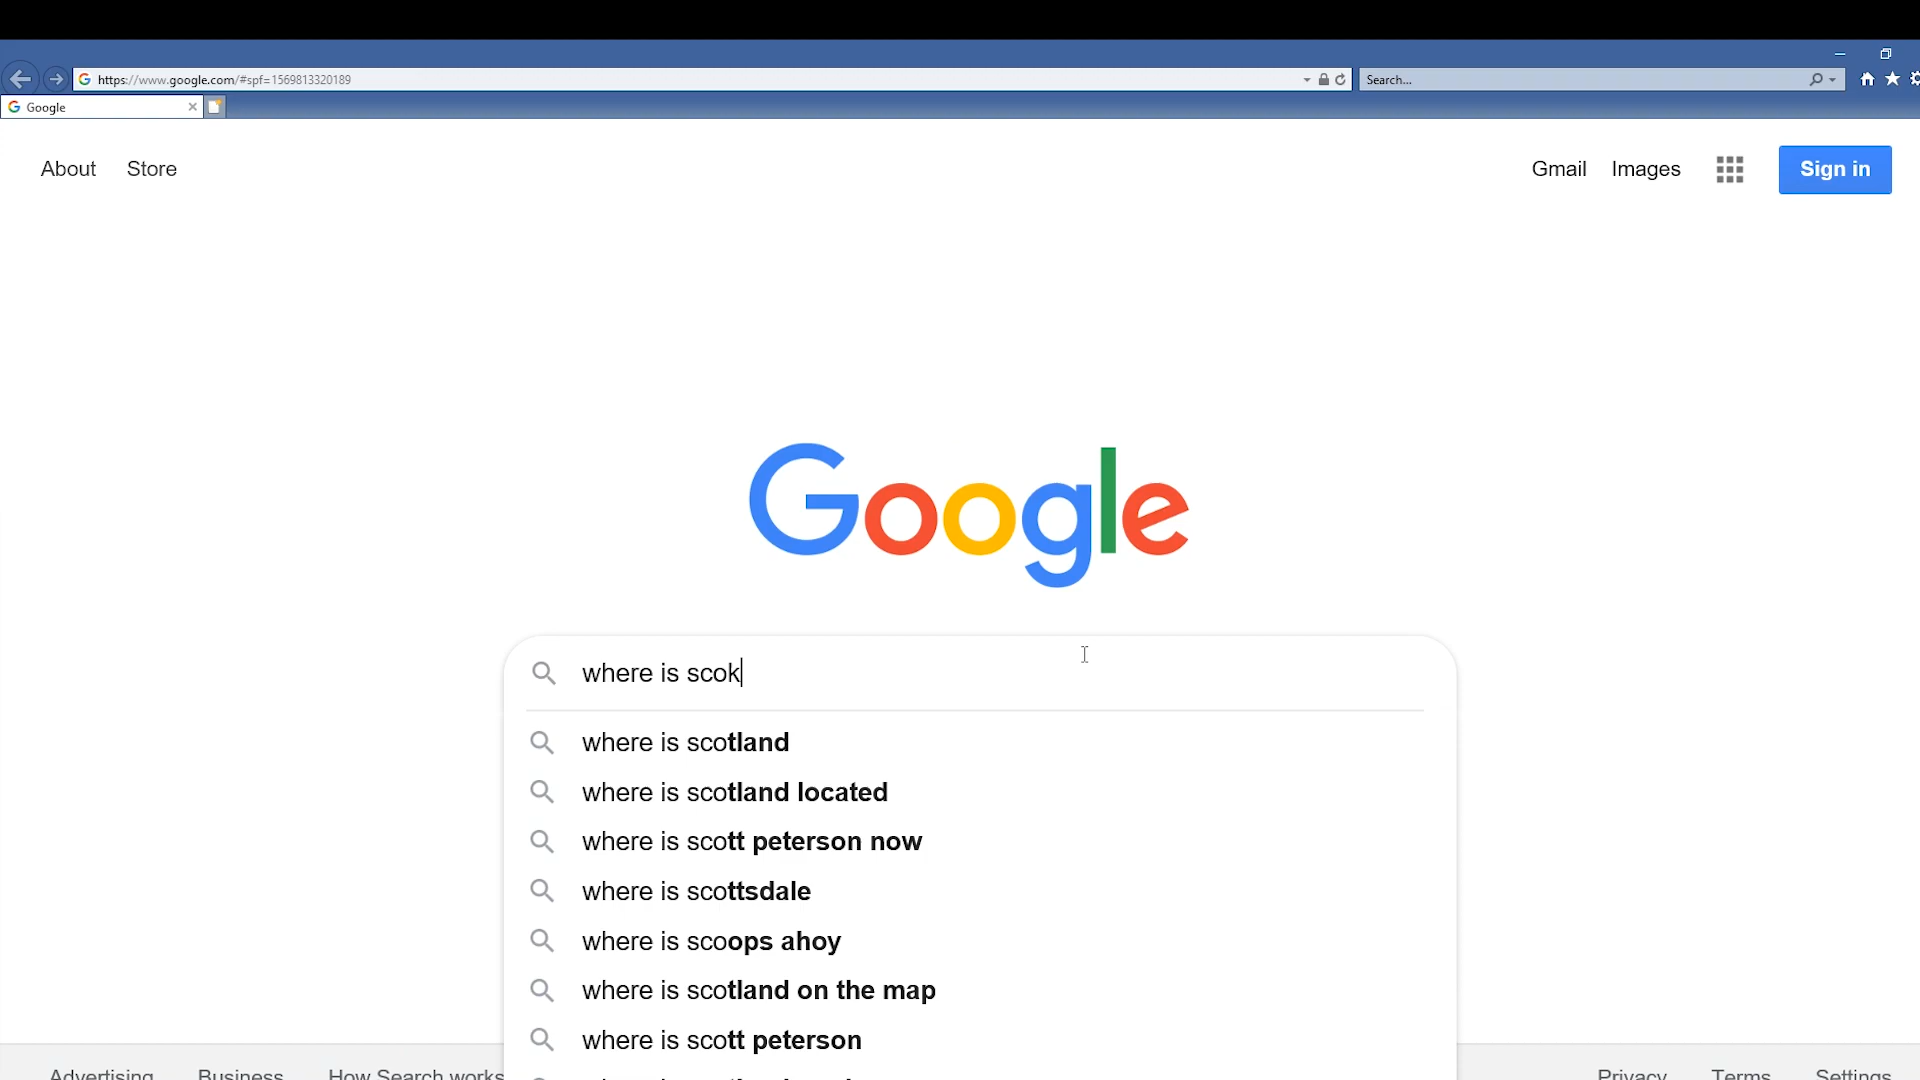 https://www.google.com/#spf=1569813320189
Search...
Google
About Store
Gmail Images Sign in
Google
where is scok
where is scotland
where is scotland located
where is scott peterson now
where is scottsdale
where is scoops ahoy
where is scotland on the map
where is scott peterson
Advertising Business How Search works
Privacy Terms Settings